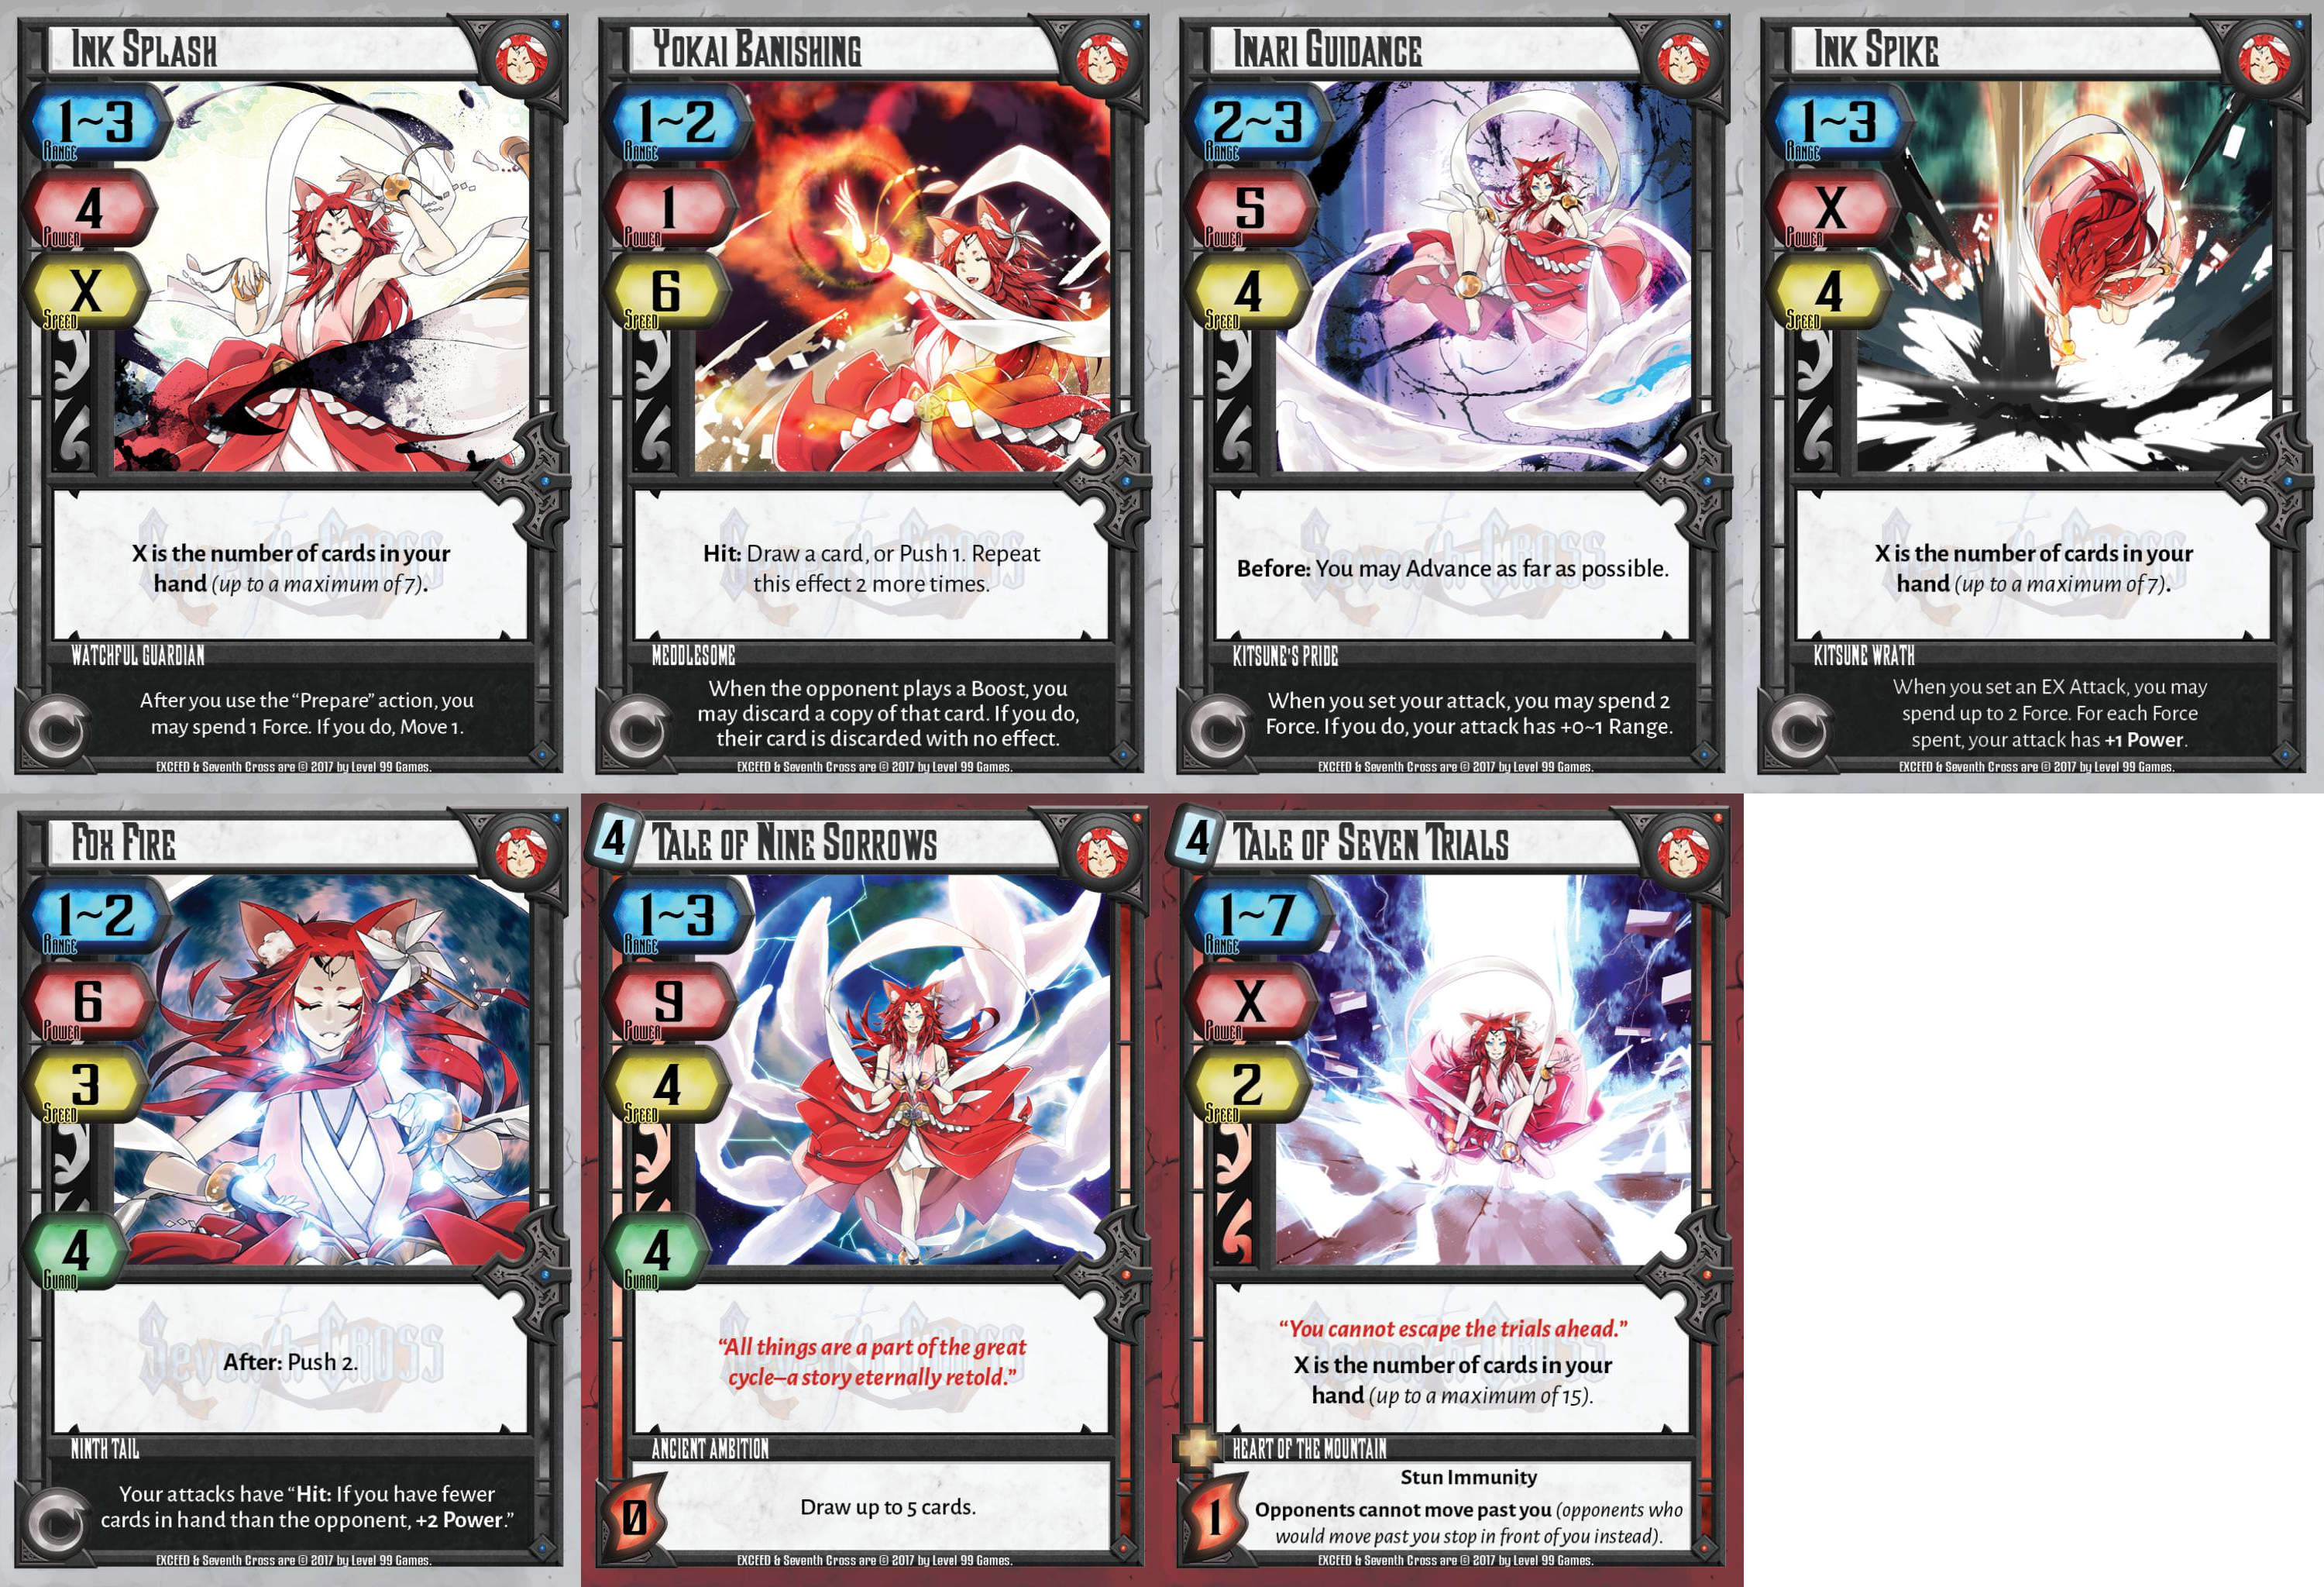 INK SPLASH
1~3
RANGE
4
POWER
X
SPEED
X is the number of cards in your
hand (up to a maximum of 7).
WATCHFUL GUARDIAN
After you use the “Prepare” action, you
may spend 1 Force. If you do, Move 1.
EXCEED & Seventh Cross are © 2017 by Level 99 Games.
YOKAI BANISHING
1~2
RANGE
1
POWER
6
SPEED
Hit: Draw a card, or Push 1. Repeat
this effect 2 more times.
MEDDLESOME
When the opponent plays a Boost, you
may discard a copy of that card. If you do,
their card is discarded with no effect.
EXCEED & Seventh Cross are © 2017 by Level 99 Games.
INARI GUIDANCE
2~3
RANGE
5
POWER
4
SPEED
Before: You may Advance as far as possible.
KITSUNE'S PRIDE
When you set your attack, you may spend 2
Force. If you do, your attack has +0~1 Range.
EXCEED & Seventh Cross are © 2017 by Level 99 Games.
INK SPIKE
1~3
RANGE
X
POWER
4
SPEED
X is the number of cards in your
hand (up to a maximum of 7).
KITSUNE WRATH
When you set an EX Attack, you may
spend up to 2 Force. For each Force
spent, your attack has +1 Power.
EXCEED & Seventh Cross are © 2017 by Level 99 Games.
FOX FIRE
1~2
RANGE
6
POWER
3
SPEED
4
GUARD
Seventh Cross
After: Push 2.
NINTH TAIL
Your attacks have “Hit: If you have fewer
cards in hand than the opponent, +2 Power.”
EXCEED & Seventh Cross are © 2017 by Level 99 Games.
4
TALE OF NINE SORROWS
1~3
RANGE
9
POWER
4
SPEED
4
GUARD
“All things are a part of the great
cycle—a story eternally retold.”
ANCIENT AMBITION
0
Draw up to 5 cards.
EXCEED & Seventh Cross are © 2017 by Level 99 Games.
4
TALE OF SEVEN TRIALS
1~7
RANGE
X
POWER
2
SPEED
“You cannot escape the trials ahead.”
X is the number of cards in your
hand (up to a maximum of 15).
HEART OF THE MOUNTAIN
1
Stun Immunity
Opponents cannot move past you (opponents who
would move past you stop in front of you instead).
EXCEED & Seventh Cross are © 2017 by Level 99 Games.